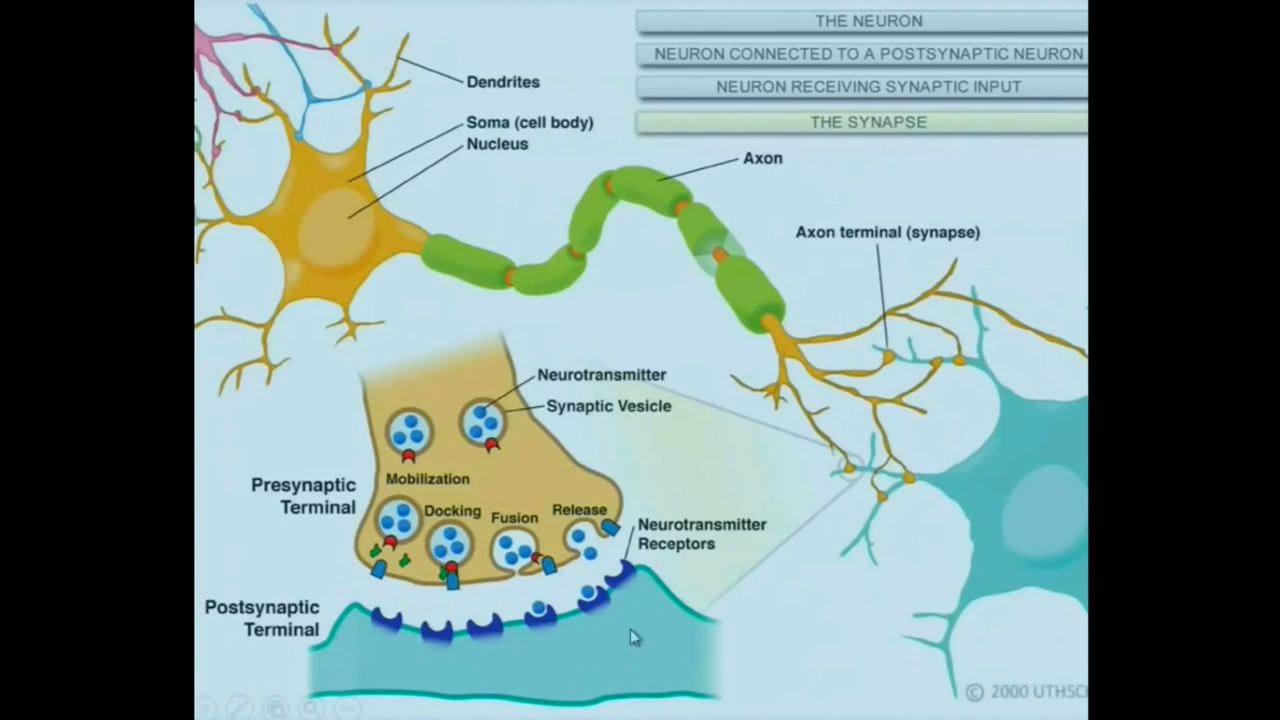 THE NEURON
NEURON CONNECTED TO A POSTSYNAPTIC NEURON
NEURON RECEIVING SYNAPTIC INPUT
THE SYNAPSE
Dendrites
Soma (cell body)
Nucleus
Axon
Axon terminal (synapse)
Neurotransmitter
Synaptic Vesicle
Mobilization
Presynaptic
Terminal
Docking
Fusion
Release
Neurotransmitter
Receptors
Postsynaptic
Terminal
© 2000 UTHSC